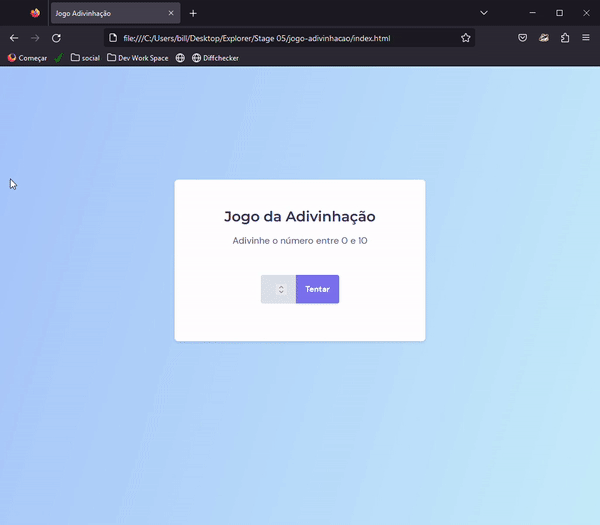 Jogo Adivinhação
file:///C:/Users/bill/Desktop/Explorer/Stage 05/jogo-adivinhacao/index.html
Começar social Dev Work Space Diffchecker
Jogo da Adivinhação
Adivinhe o número entre 0 e 10
Tentar